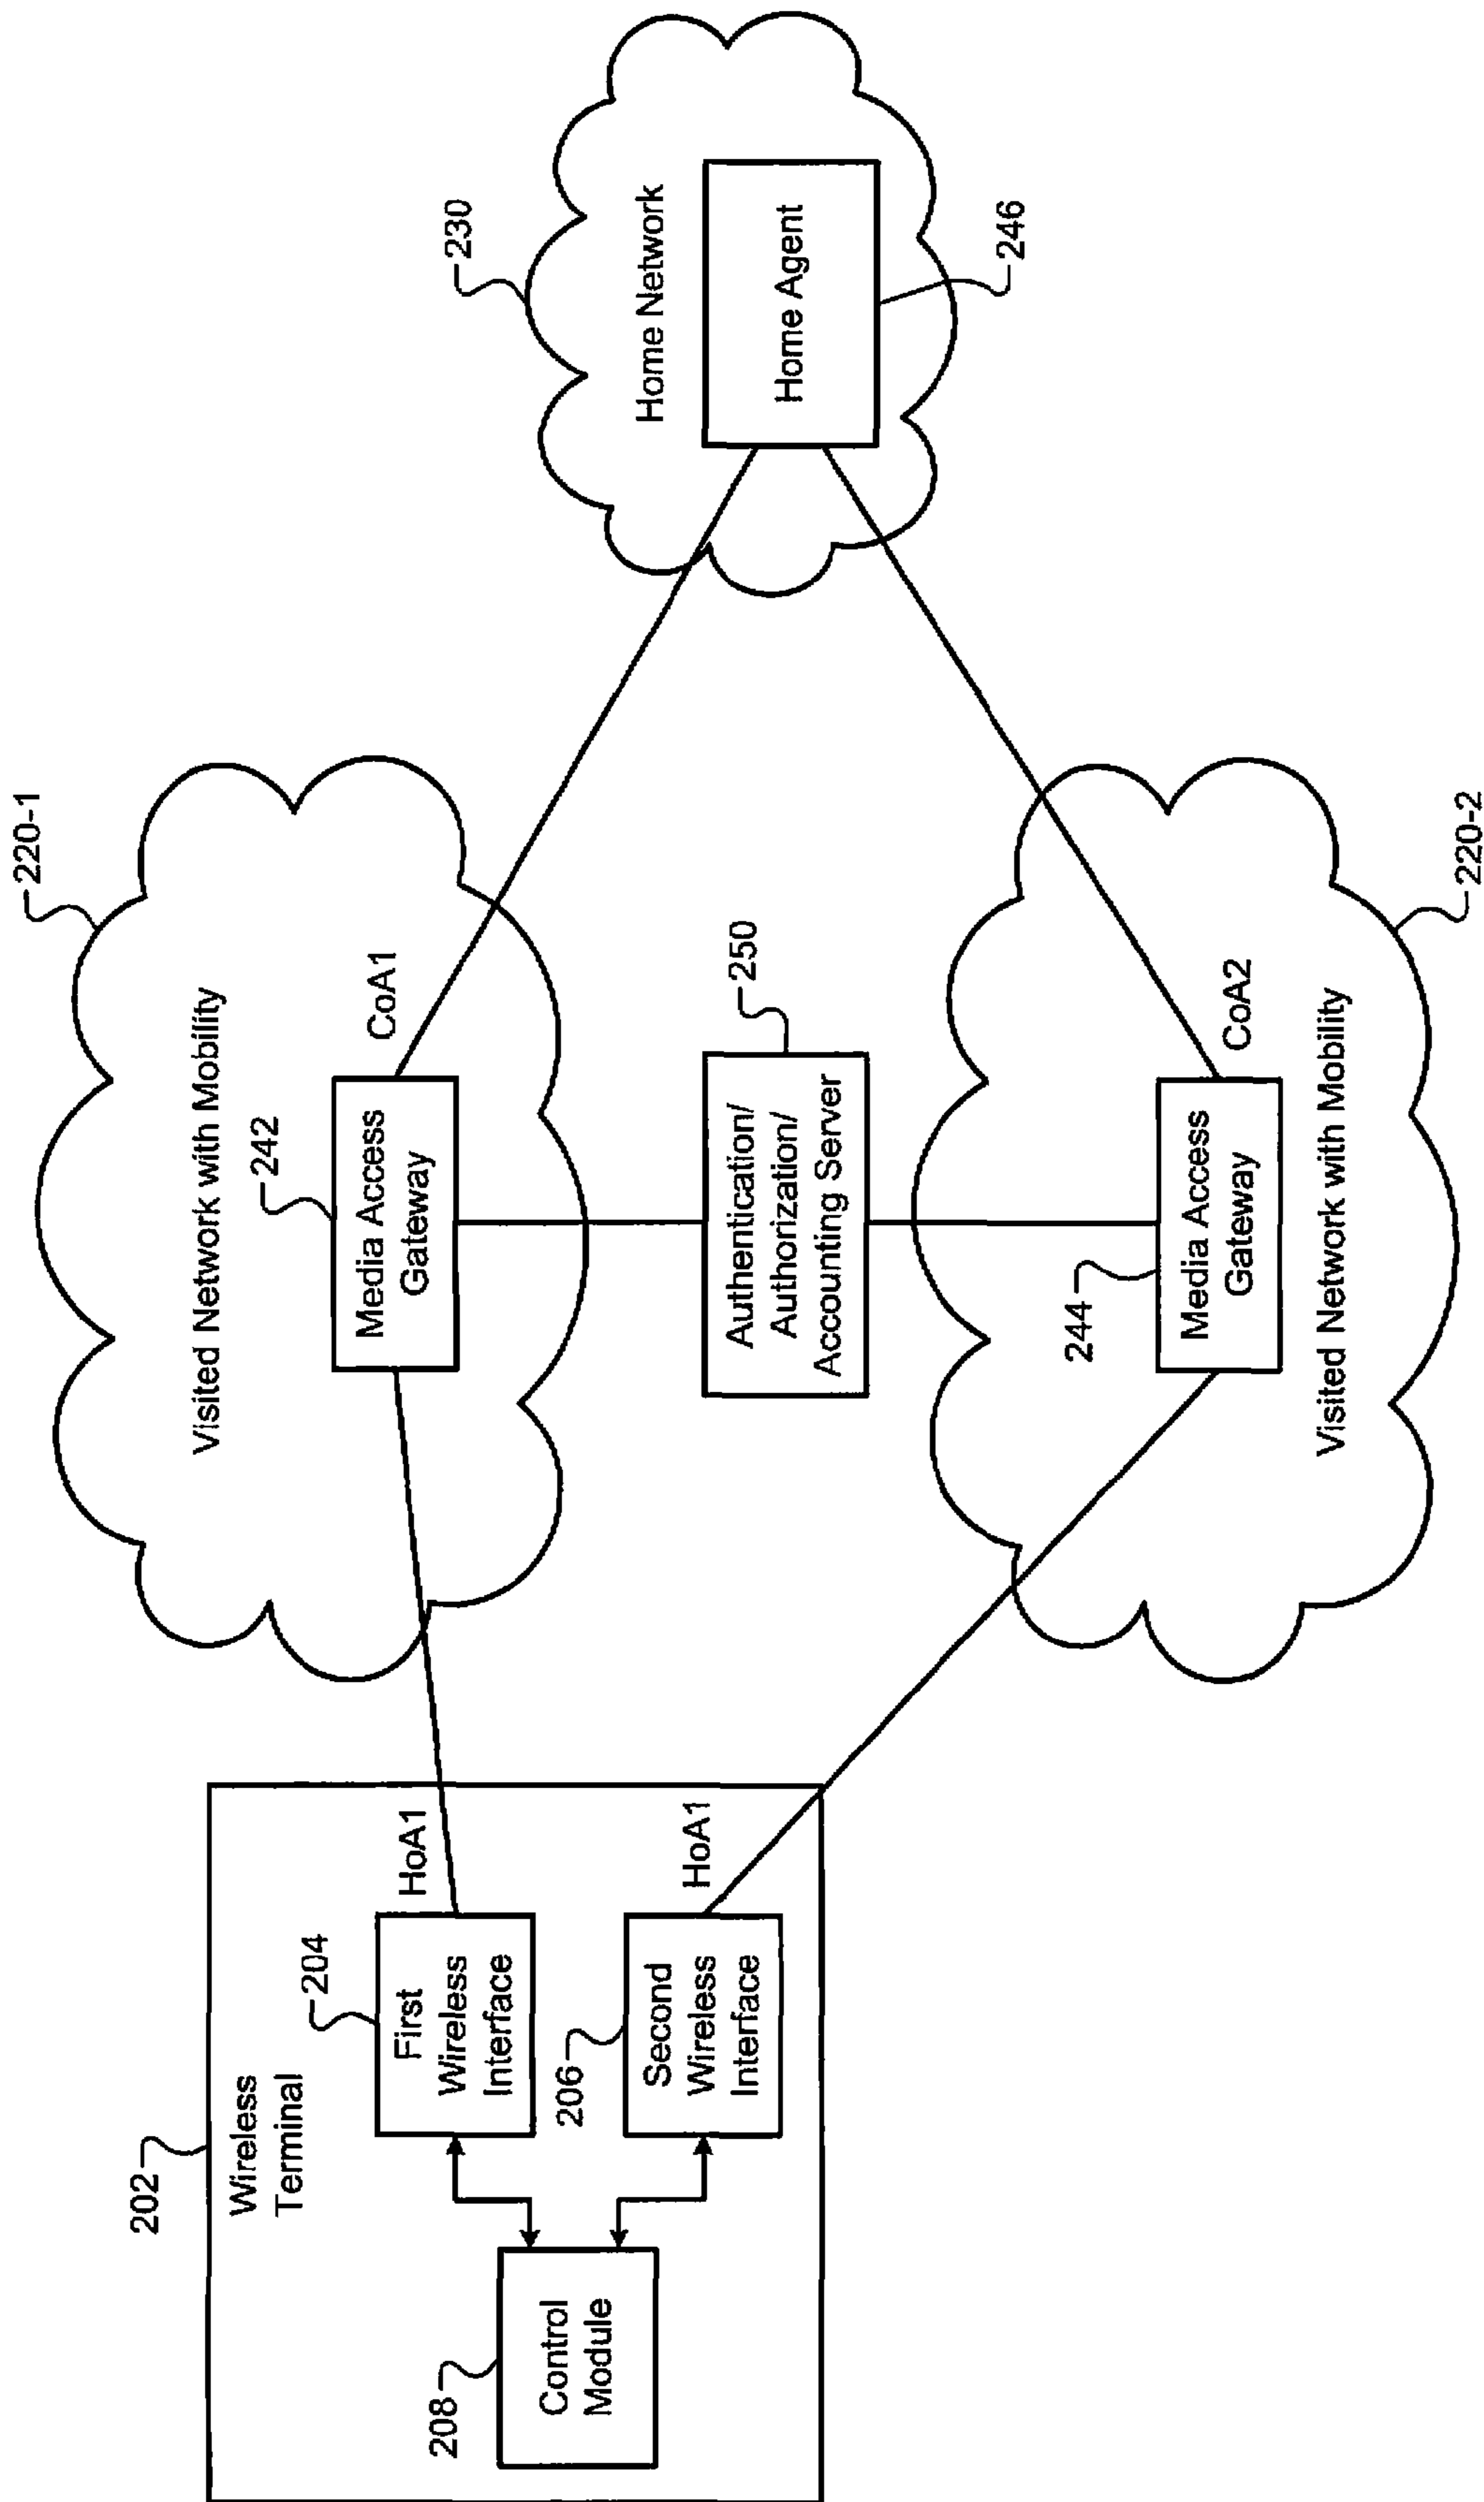 202
Wireless
Terminal
208
Control
Module
204
First
Wireless
Interface
HoA1
206
Second
Wireless
Interface
HoA1
220-1
Visited Network with Mobility
242
Media Access
Gateway
CoA1
250
Authentication/
Authorization/
Accounting Server
244
Media Access
Gateway
CoA2
Visited Network with Mobility
220-2
230
Home Network
Home Agent
246